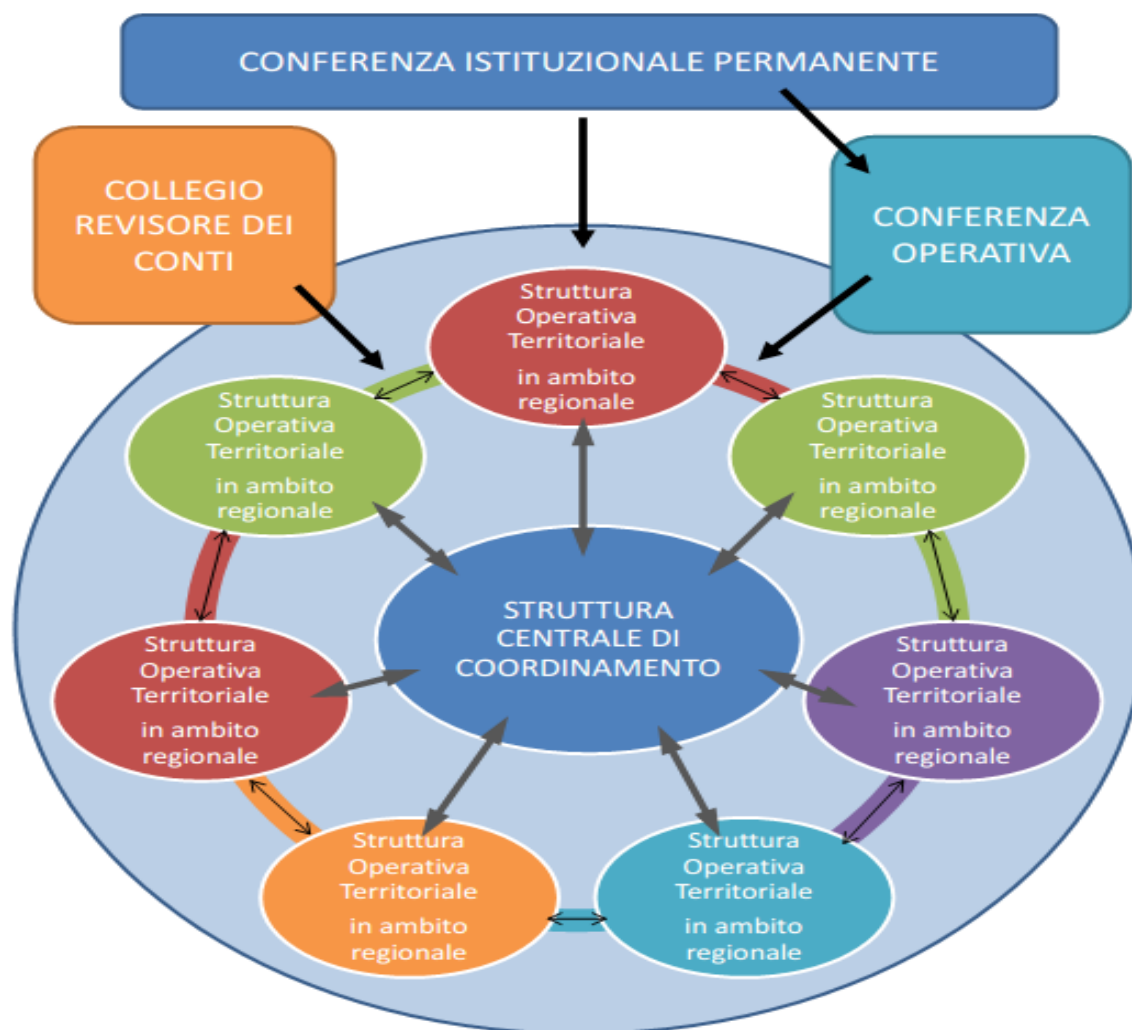 CONFERENZA ISTITUZIONALE PERMANENTE
COLLEGIO
REVISORE DEI
CONTI
CONFERENZA
OPERATIVA
Struttura
Operativa
Territoriale
in ambito
regionale
Struttura
Operativa
Territoriale
in ambito
regionale
Struttura
Operativa
Territoriale
in ambito
regionale
STRUTTURA
CENTRALE DI
COORDINAMENTO
Struttura
Operativa
Territoriale
in ambito
regionale
Struttura
Operativa
Territoriale
in ambito
regionale
Struttura
Operativa
Territoriale
in ambito
regionale
Struttura
Operativa
Territoriale
in ambito
regionale